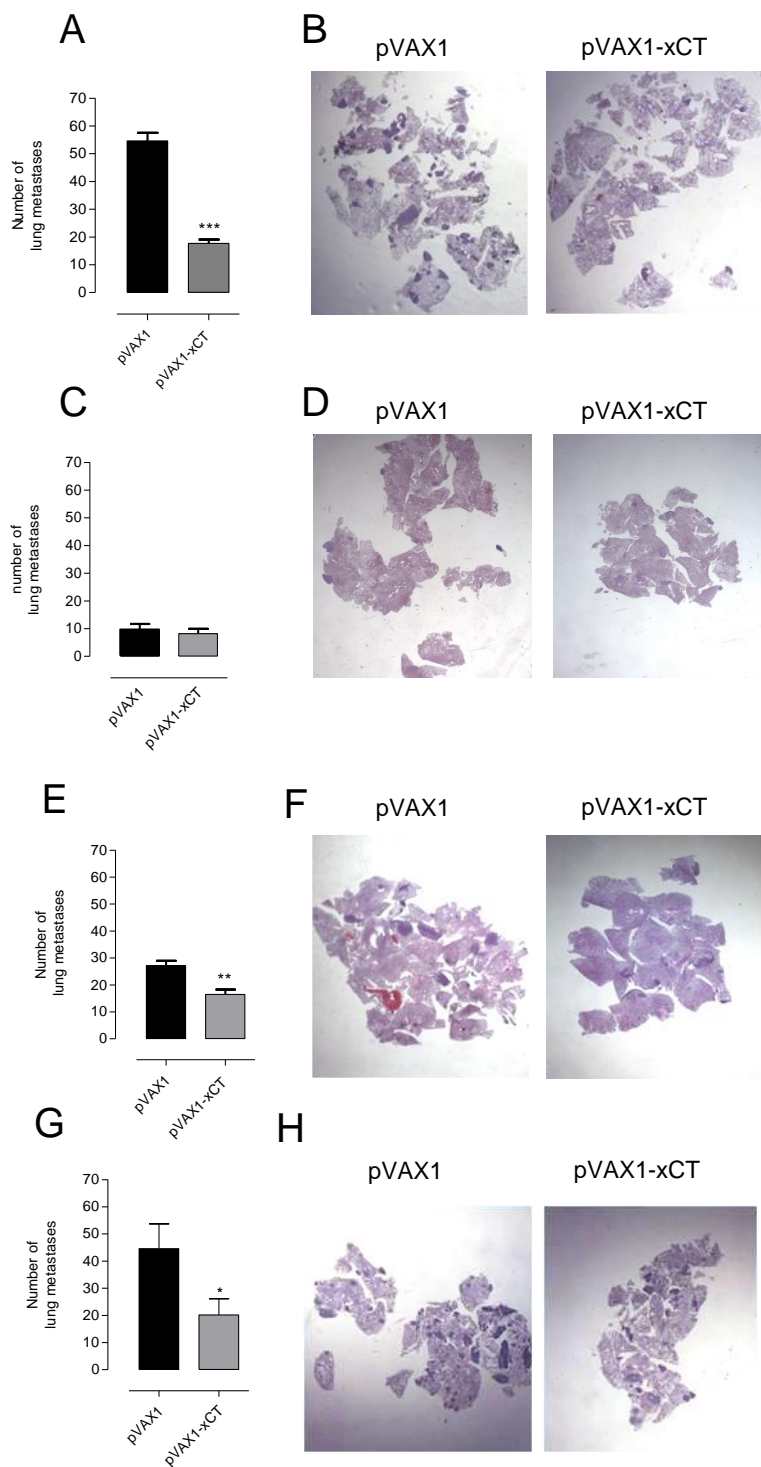 A
Number of
lung metastases
70
60
50
40
30
20
10
0
***
pVAX1
pVAX1-xCT
B
pVAX1
pVAX1-xCT
C
number of
lung metastases
70
60
50
40
30
20
10
0
pVAX1
pVAX1-xCT
D
pVAX1
pVAX1-xCT
E
Number of
lung metastases
70
60
50
40
30
20
10
0
**
pVAX1
pVAX1-xCT
F
pVAX1
pVAX1-xCT
G
Number of
lung metastases
70
60
50
40
30
20
10
0
*
pVAX1
pVAX1-xCT
H
pVAX1
pVAX1-xCT